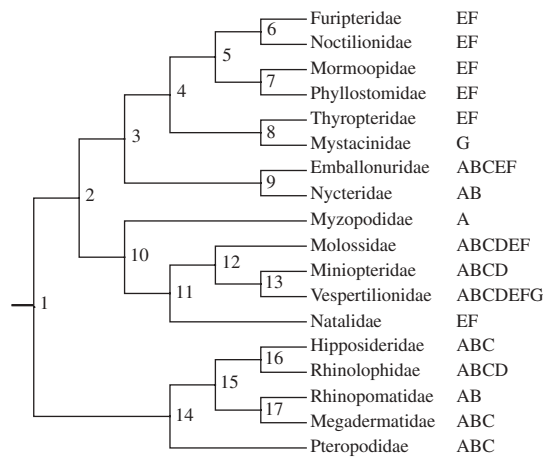 Furipteridae EF
6
Noctilionidae EF
5
Mormoopidae EF
7
Phyllostomidae EF
4
Thyropteridae EF
8
Mystacinidae G
3
Emballonuridae ABCEF
9
Nycteridae AB
2
Myzopodidae A
10
Molossidae ABCDEF
12
Miniopteridae ABCD
13
Vespertilionidae ABCDEFG
11
Natalidae EF
1
Hipposideridae ABC
16
Rhinolophidae ABCD
15
Rhinopomatidae AB
17
Megadermatidae ABC
14
Pteropodidae ABC